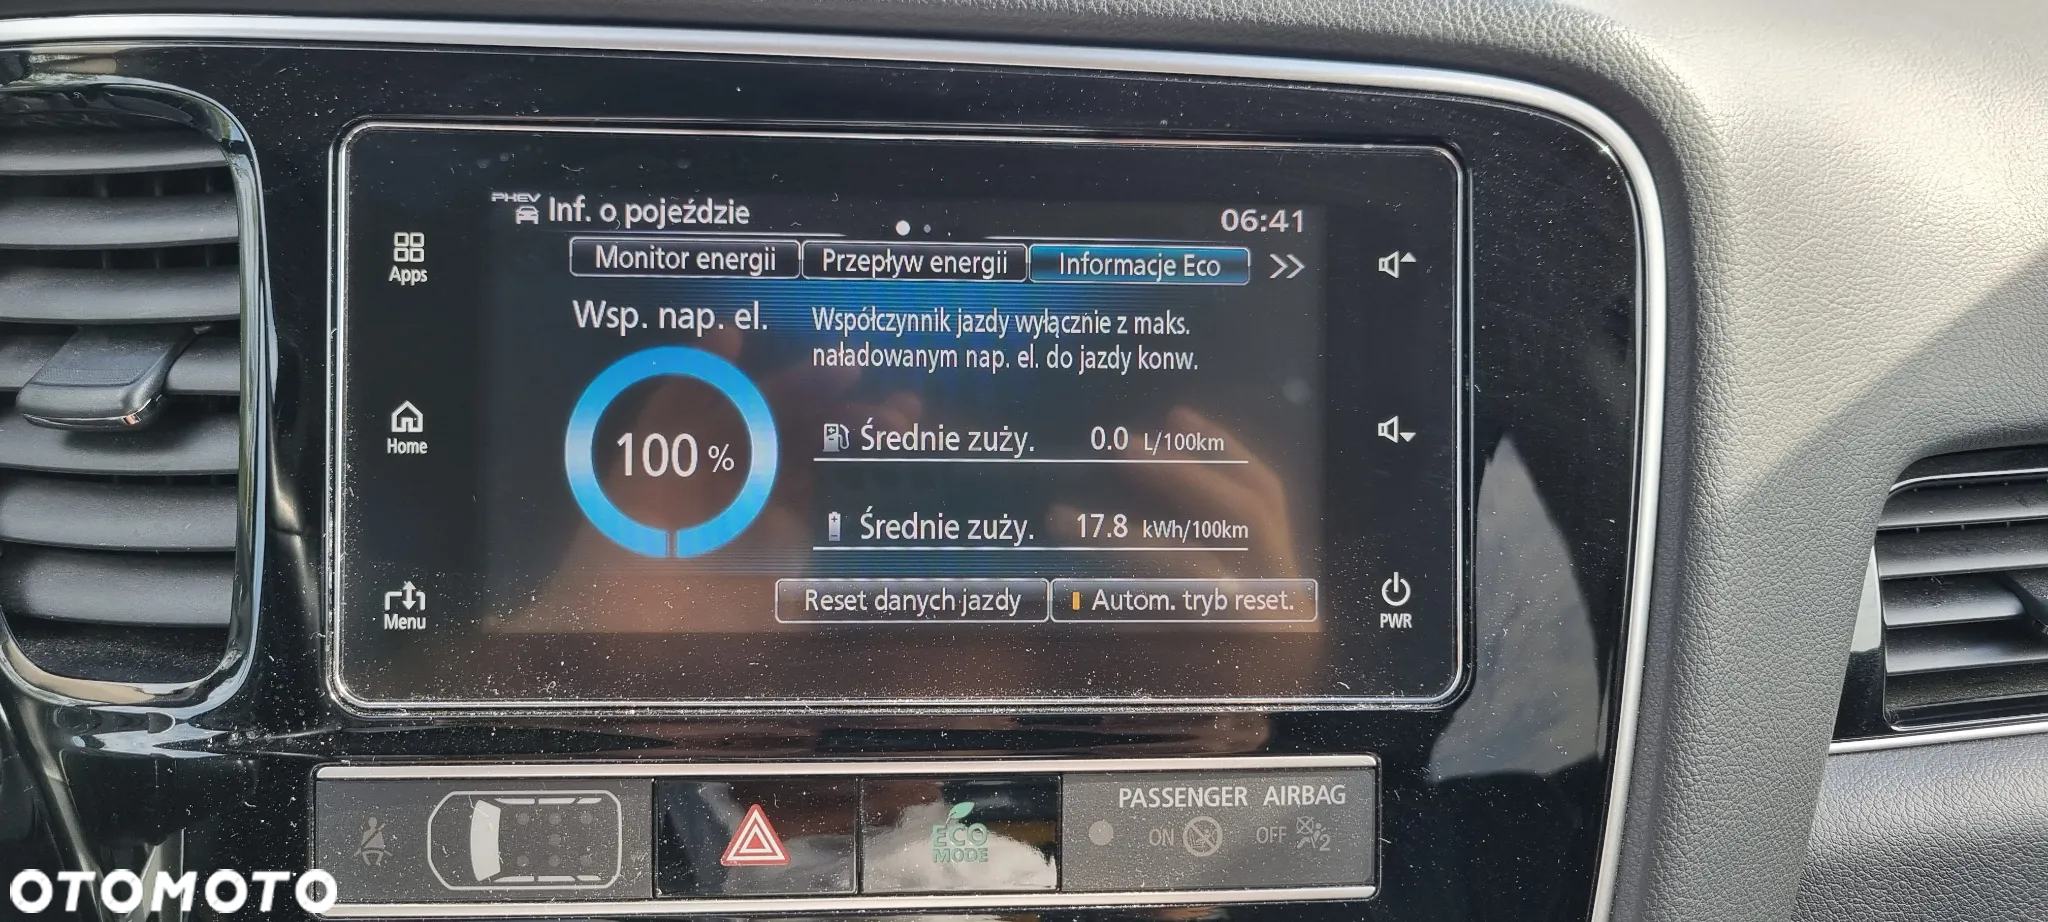 PHEV Inf. o pojeździe
06:41
Apps
Monitor energii
Przepływ energii
Informacje Eco
Wsp. nap. el.
Współczynnik jazdy wyłącznie z maks.
naładowanym nap. el. do jazdy konw.
Home
100 %
Średnie zuży. 0.0 L/100km
Średnie zuży. 17.8 kWh/100km
Menu
Reset danych jazdy
Autom. tryb reset.
PWR
ECO
MODE
PASSENGER AIRBAG
ON
OFF
2
OTOMOTO